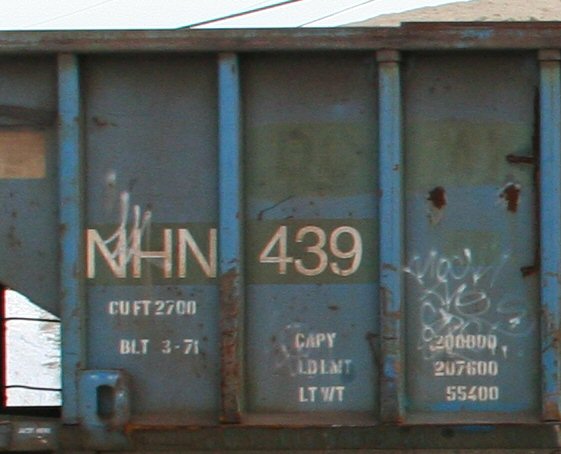 NHN 439
CU FT 2700
BLT 3-71
CAPY 200000
LD LMT 207600
LT WT 55400